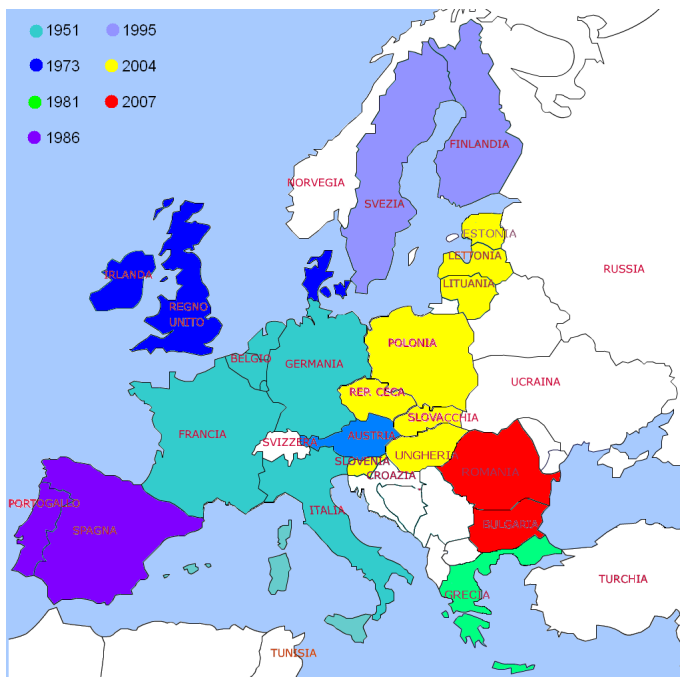 1951
1995
1973
2004
1981
2007
1986
FINLANDIA
NORVEGIA
SVEZIA
ESTONIA
LETTONIA
RUSSIA
IRLANDA
LITUANIA
REGNO
UNITO
POLONIA
BELGIO
GERMANIA
UCRAINA
REP. CECA
SLOVACCHIA
FRANCIA
AUSTRIA
SVIZZERA
UNGHERIA
SLOVENIA
ROMANIA
CROAZIA
PORTOGALLO
ITALIA
SPAGNA
BULGARIA
TURCHIA
GRECIA
TUNISIA